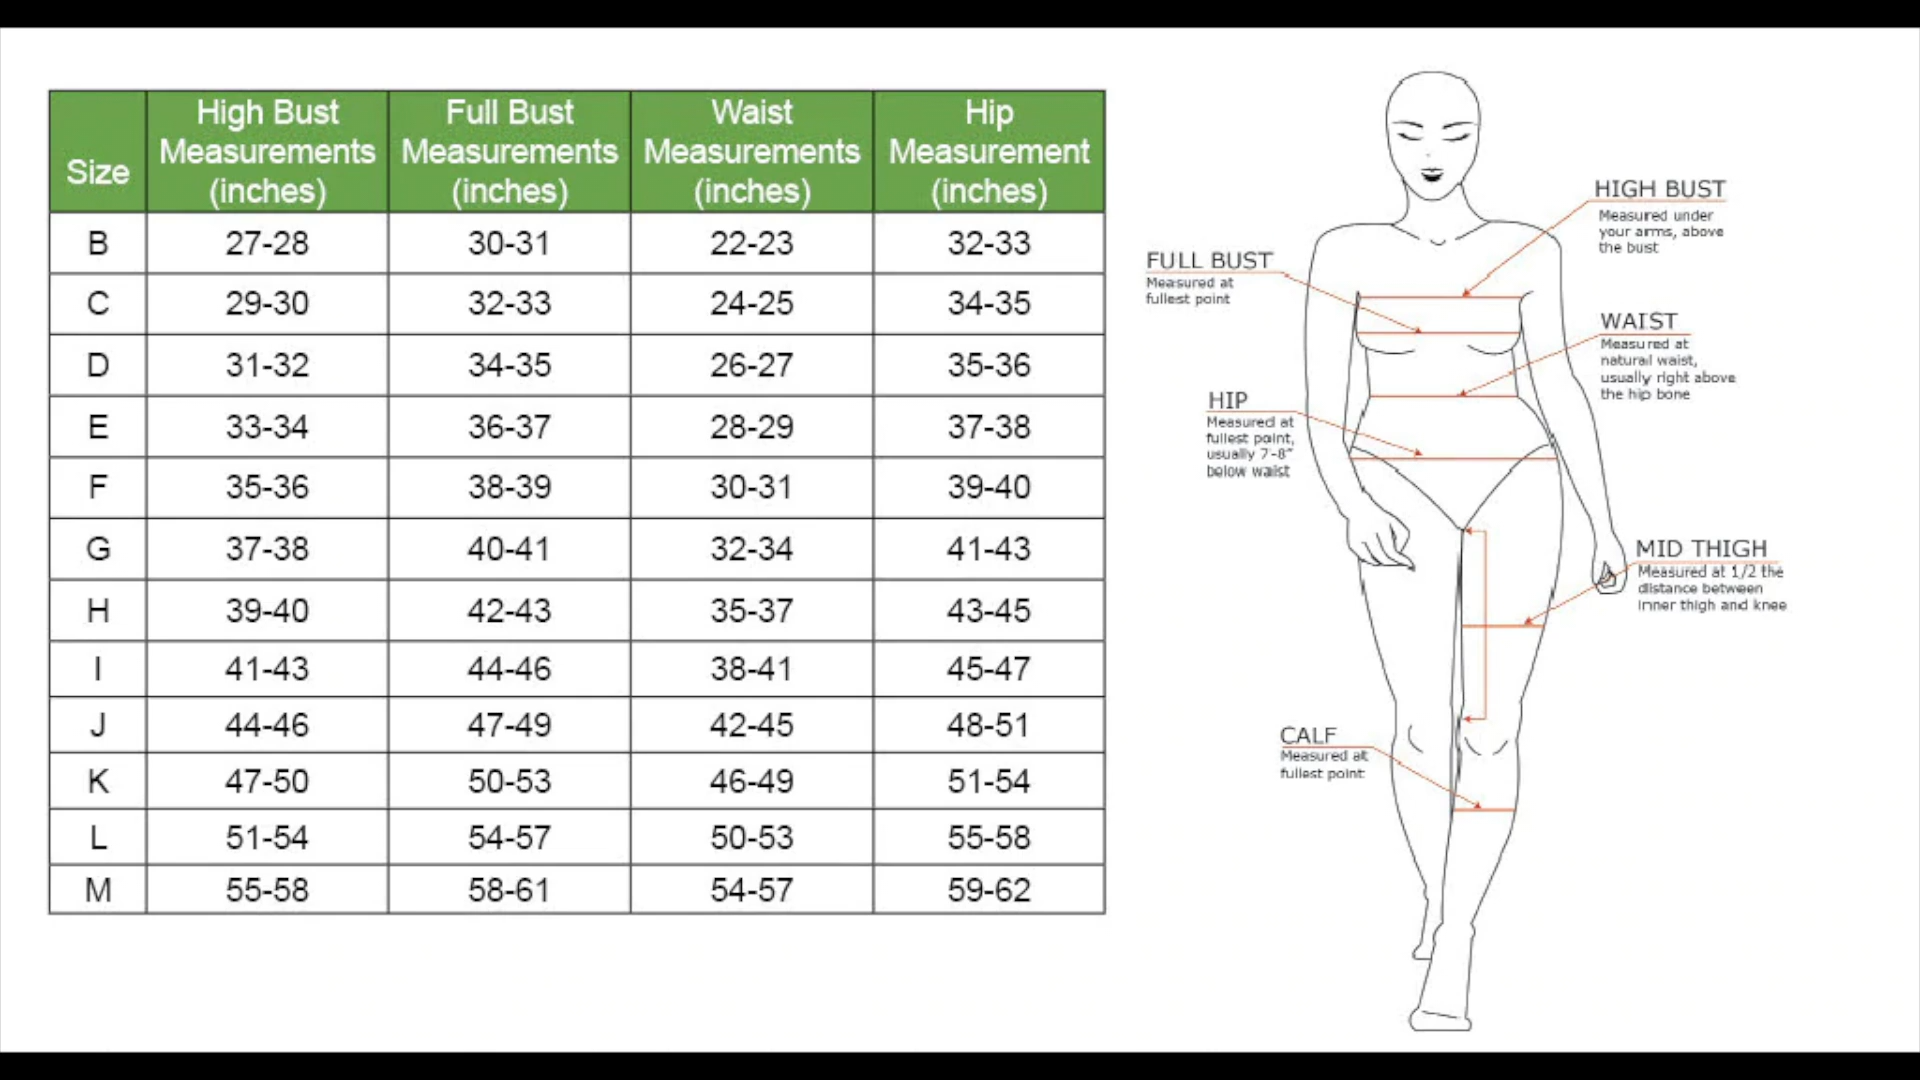 Size
High Bust
Measurements
(inches)
Full Bust
Measurements
(inches)
Waist
Measurements
(inches)
Hip
Measurement
(inches)
B 27-28 30-31 22-23 32-33
C 29-30 32-33 24-25 34-35
D 31-32 34-35 26-27 35-36
E 33-34 36-37 28-29 37-38
F 35-36 38-39 30-31 39-40
G 37-38 40-41 32-34 41-43
H 39-40 42-43 35-37 43-45
I 41-43 44-46 38-41 45-47
J 44-46 47-49 42-45 48-51
K 47-50 50-53 46-49 51-54
L 51-54 54-57 50-53 55-58
M 55-58 58-61 54-57 59-62
HIGH BUST
Measured under
your arms, above
the bust
FULL BUST
Measured at
fullest point
WAIST
Measured at
natural waist,
usually right above
the hip bone
HIP
Measured at
fullest point,
usually 7-8"
below waist
MID THIGH
Measured at 1/2 the
distance between
inner thigh and knee
CALF
Measured at
fullest point